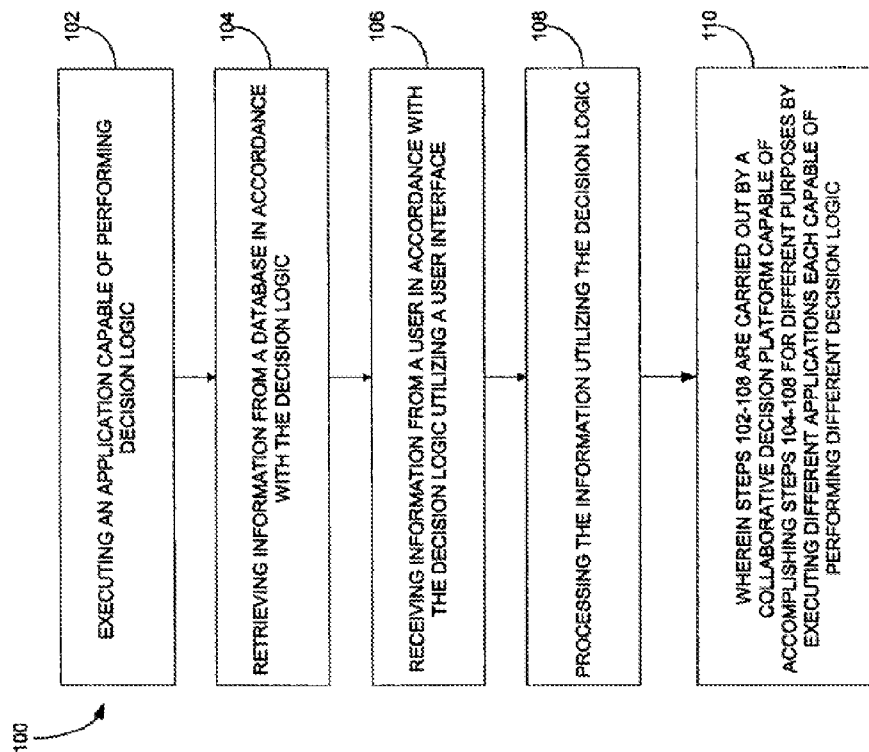 100
102
EXECUTING AN APPLICATION CAPABLE OF PERFORMING
DECISION LOGIC
104
RETRIEVING INFORMATION FROM A DATABASE IN ACCORDANCE
WITH THE DECISION LOGIC
106
RECEIVING INFORMATION FROM A USER IN ACCORDANCE WITH
THE DECISION LOGIC UTILIZING A USER INTERFACE
108
PROCESSING THE INFORMATION UTILIZING THE DECISION LOGIC
110
WHEREIN STEPS 102-108 ARE CARRIED OUT BY A
COLLABORATIVE DECISION PLATFORM CAPABLE OF
ACCOMPLISHING STEPS 104-108 FOR DIFFERENT PURPOSES BY
EXECUTING DIFFERENT APPLICATIONS EACH CAPABLE OF
PERFORMING DIFFERENT DECISION LOGIC